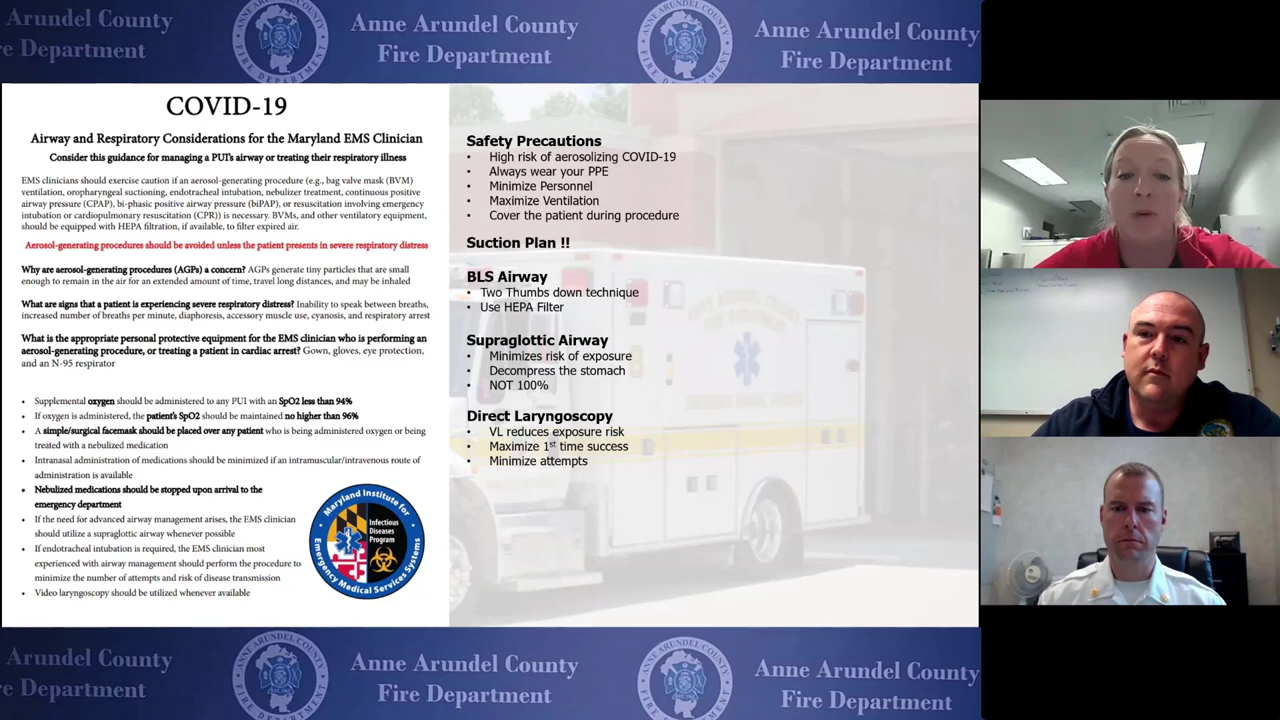 Anne Arundel County
Anne Arundel County
Anne Arundel County
Fire Department
Fire Department
Fire Department
COVID-19
Airway and Respiratory Considerations for the Maryland EMS Clinician
Consider this guidance for managing a PUI's airway or treating their respiratory illness
EMS clinicians should exercise caution if an aerosol-generating procedure (e.g., bag valve mask (BVM)
ventilation, oropharyngeal suctioning, endotracheal intubation, nebulizer treatment, continuous positive
airway pressure (CPAP), bi-phasic positive airway pressure (biPAP), or resuscitation involving emergency
intubation or cardiopulmonary resuscitation (CPR)) is necessary. BVMs, and other ventilatory equipment,
should be equipped with HEPA filtration, if available, to filter expired air.
Aerosol-generating procedures should be avoided unless the patient presents in severe respiratory distress
Why are aerosol-generating procedures (AGPs) a concern? AGPs generate tiny particles that are small
enough to remain in the air for an extended amount of time, travel long distances, and may be inhaled
What are signs that a patient is experiencing severe respiratory distress? Inability to speak between breaths,
increased number of breaths per minute, diaphoresis, accessory muscle use, cyanosis, and respiratory arrest
What is the appropriate personal protective equipment for the EMS clinician who is performing an
aerosol-generating procedure, or treating a patient in cardiac arrest? Gown, gloves, eye protection,
and an N-95 respirator
• Supplemental oxygen should be administered to any PUI with an SpO2 less than 94%
• If oxygen is administered, the patient's SpO2 should be maintained no higher than 96%
• A simple/surgical facemask should be placed over any patient who is being administered oxygen or being
treated with a nebulized medication
• Intranasal administration of medications should be minimized if an intramuscular/intravenous route of
administration is available
• Nebulized medications should be stopped upon arrival to the
emergency department
• If the need for advanced airway management arises, the EMS clinician
should utilize a supraglottic airway whenever possible
• If endotracheal intubation is required, the EMS clinician most
experienced with airway management should perform the procedure to
minimize the number of attempts and risk of disease transmission
• Video laryngoscopy should be utilized whenever available
Maryland Institute for
Emergency Medical Services Systems
Infectious
Diseases
Program
Safety Precautions
• High risk of aerosolizing COVID-19
• Always wear your PPE
• Minimize Personnel
• Maximize Ventilation
• Cover the patient during procedure
Suction Plan !!
BLS Airway
• Two Thumbs down technique
• Use HEPA Filter
Supraglottic Airway
• Minimizes risk of exposure
• Decompress the stomach
• NOT 100%
Direct Laryngoscopy
• VL reduces exposure risk
• Maximize 1st time success
• Minimize attempts
Arundel County
Anne Arundel County
Anne Arundel County
re Department
Fire Department
Fire Department